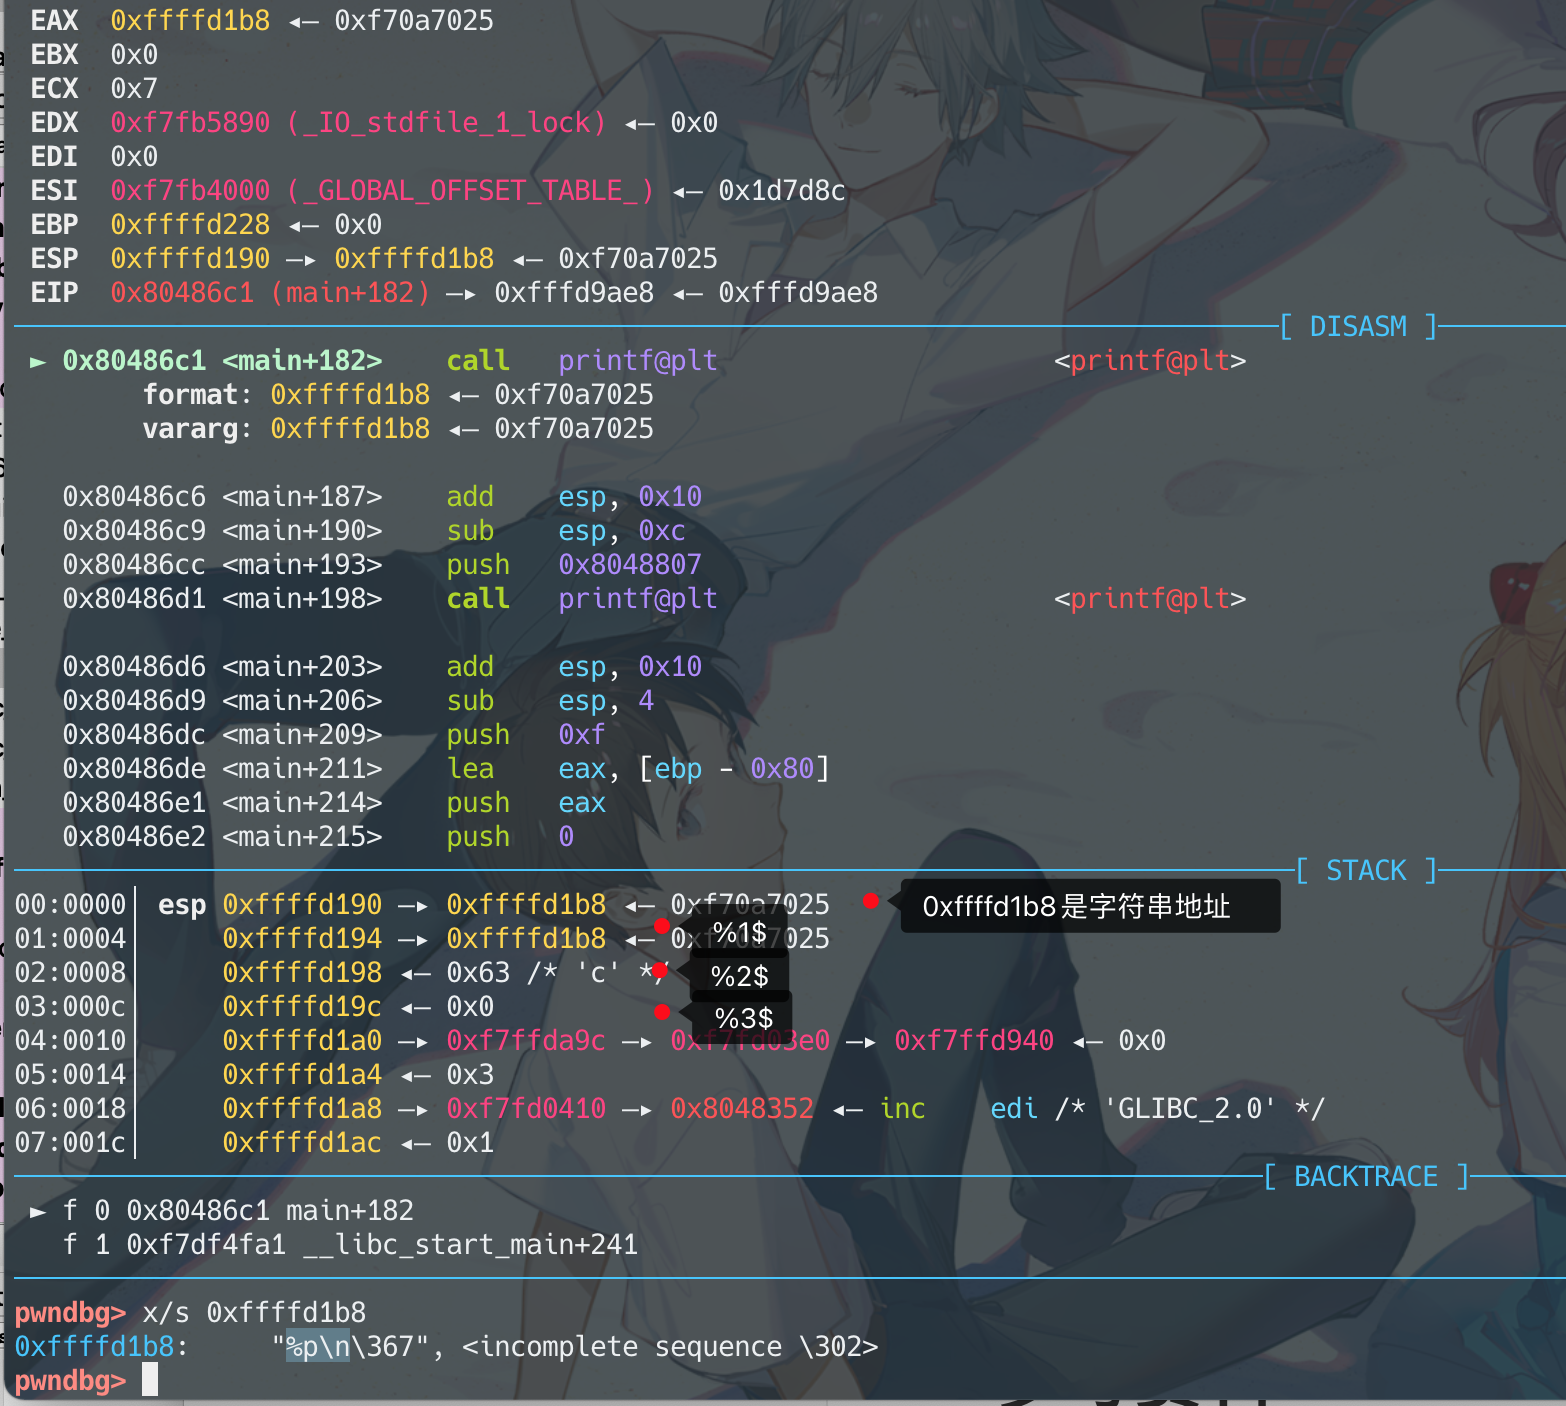 EAX 0xffffd1b8 ◂— 0xf70a7025
EBX 0x0
ECX 0x7
EDX 0xf7fb5890 (_IO_stdfile_1_lock) ◂— 0x0
EDI 0x0
ESI 0xf7fb4000 (_GLOBAL_OFFSET_TABLE_) ◂— 0x1d7d8c
EBP 0xffffd228 ◂— 0x0
ESP 0xffffd190 —▸ 0xffffd1b8 ◂— 0xf70a7025
EIP 0x80486c1 (main+182) —▸ 0xfffd9ae8 ◂— 0xfffd9ae8
[ DISASM ]
► 0x80486c1 <main+182> call printf@plt <printf@plt>
format: 0xffffd1b8 ◂— 0xf70a7025
vararg: 0xffffd1b8 ◂— 0xf70a7025
0x80486c6 <main+187> add esp, 0x10
0x80486c9 <main+190> sub esp, 0xc
0x80486cc <main+193> push 0x8048807
0x80486d1 <main+198> call printf@plt <printf@plt>
0x80486d6 <main+203> add esp, 0x10
0x80486d9 <main+206> sub esp, 4
0x80486dc <main+209> push 0xf
0x80486de <main+211> lea eax, [ebp - 0x80]
0x80486e1 <main+214> push eax
0x80486e2 <main+215> push 0
[ STACK ]
00:0000│ esp 0xffffd190 —▸ 0xffffd1b8 ◂— 0xf70a7025 0xffffd1b8是字符串地址
01:0004│ 0xffffd194 —▸ 0xffffd1b8 ◂— 0xf70a7025 %1$
02:0008│ 0xffffd198 ◂— 0x63 /* 'c' */ %2$
03:000c│ 0xffffd19c ◂— 0x0 %3$
04:0010│ 0xffffd1a0 —▸ 0xf7ffda9c —▸ 0xf7fd03e0 —▸ 0xf7ffd940 ◂— 0x0
05:0014│ 0xffffd1a4 ◂— 0x3
06:0018│ 0xffffd1a8 —▸ 0xf7fd0410 —▸ 0x8048352 ◂— inc edi /* 'GLIBC_2.0' */
07:001c│ 0xffffd1ac ◂— 0x1
[ BACKTRACE ]
► f 0 0x80486c1 main+182
f 1 0xf7df4fa1 __libc_start_main+241
pwndbg> x/s 0xffffd1b8
0xffffd1b8: "%p\n\367", <incomplete sequence \302>
pwndbg>